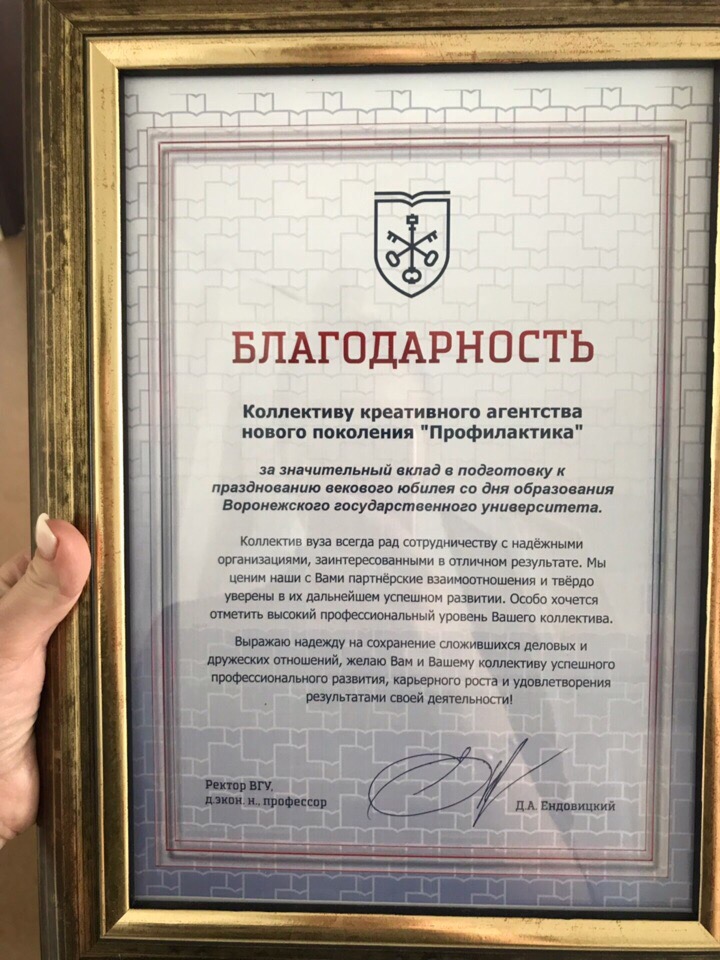 БЛАГОДАРНОСТЬ
Коллективу креативного агентства
нового поколения "Профилактика"
за значительный вклад в подготовку к
празднованию векового юбилея со дня образования
Воронежского государственного университета.
Коллектив вуза всегда рад сотрудничеству с надёжными
организациями, заинтересованными в отличном результате. Мы
ценим наши с Вами партнёрские взаимоотношения и твёрдо
уверены в их дальнейшем успешном развитии. Особо хочется
отметить высокий профессиональный уровень Вашего коллектива.
Выражаю надежду на сохранение сложившихся деловых и
дружеских отношений, желаю Вам и Вашему коллективу успешного
профессионального развития, карьерного роста и удовлетворения
результатами своей деятельности!
Ректор ВГУ,
д.экон. н., профессор
Д.А. Ендовицкий